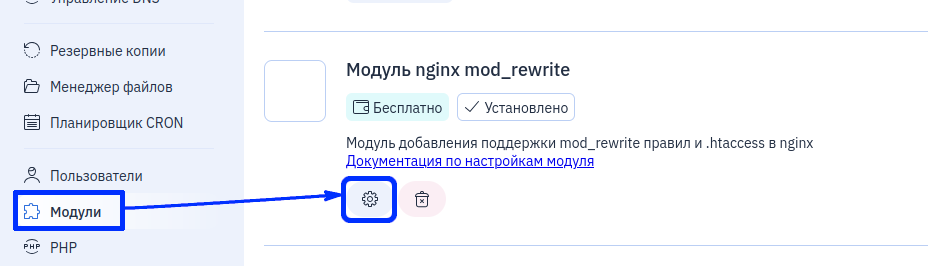 Управление DNS
Резервные копии
Менеджер файлов
Планировщик CRON
Пользователи
Модули
PHP PHP
Модуль nginx mod_rewrite
Бесплатно Установлено
Модуль добавления поддержки mod_rewrite правил и .htaccess в nginx
Документация по настройкам модуля